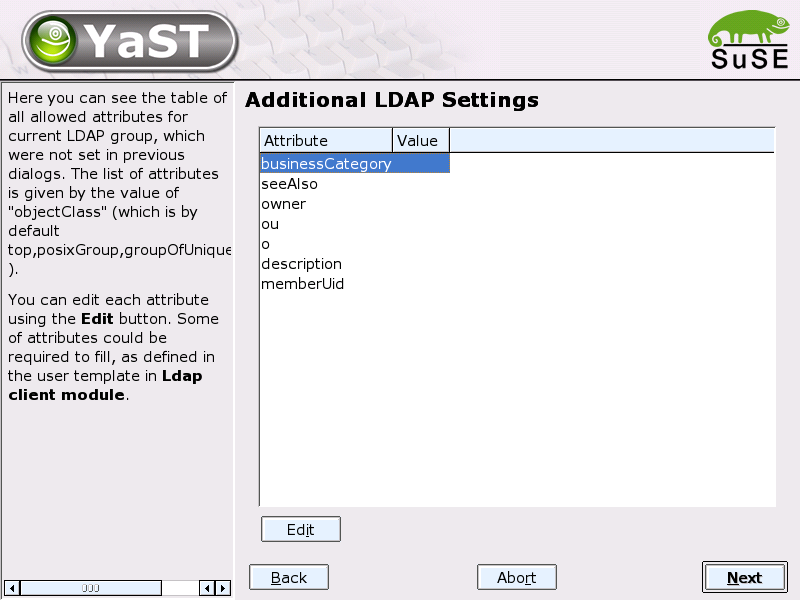 YaST
SuSE
Here you can see the table of
all allowed attributes for
current LDAP group, which
were not set in previous
dialogs. The list of attributes
is given by the value of
"objectClass" (which is by
default
top,posixGroup,groupOfUnique
).
You can edit each attribute
using the Edit button. Some
of attributes could be
required to fill, as defined in
the user template in Ldap
client module.
Additional LDAP Settings
Attribute Value
businessCategory
seeAlso
owner
ou
o
description
memberUid
Edit
Back Abort Next